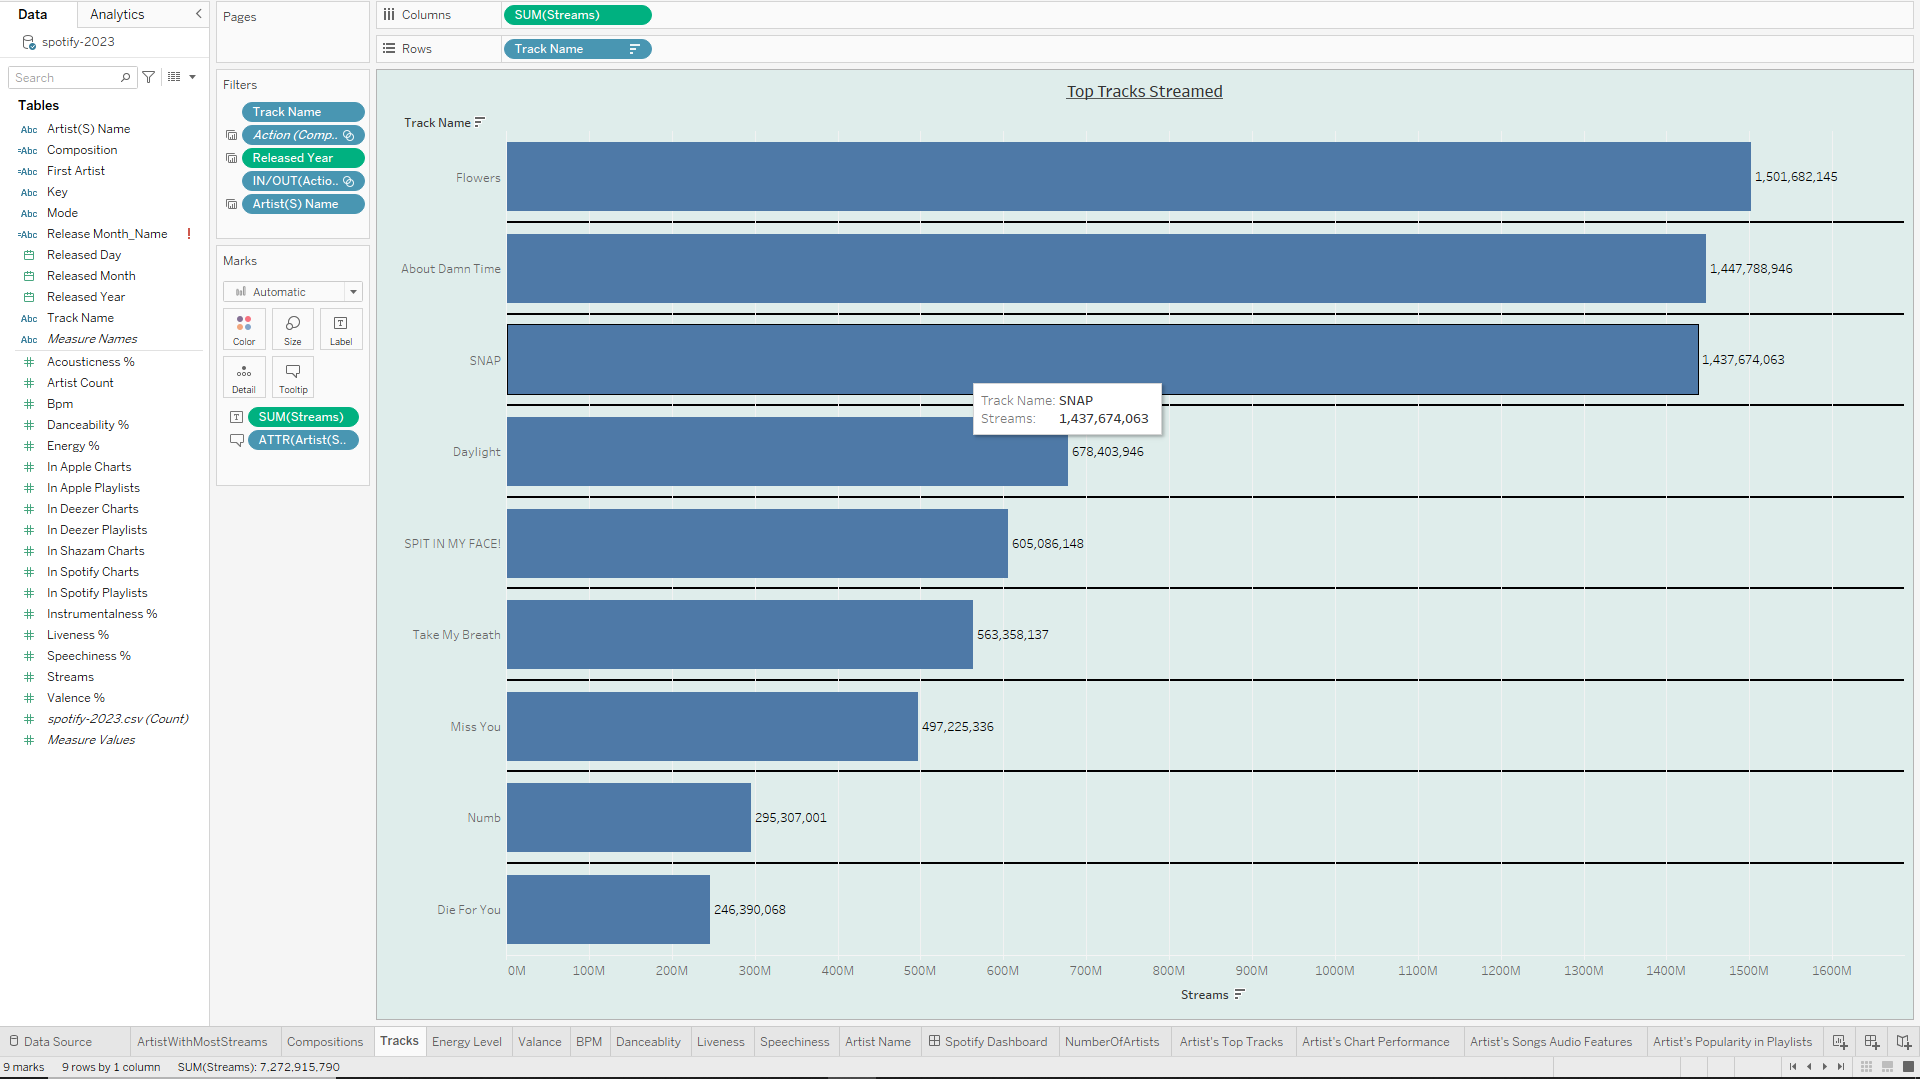 Data
Analytics
spotify-2023
Search
Tables
Abc Artist(S) Name
=Abc Composition
=Abc First Artist
Abc Key
Abc Mode
=Abc Release Month_Name !
Released Day
Released Month
Released Year
Abc Track Name
Abc Measure Names
# Acousticness %
# Artist Count
# Bpm
# Danceability %
# Energy %
# In Apple Charts
# In Apple Playlists
# In Deezer Charts
# In Deezer Playlists
# In Shazam Charts
# In Spotify Charts
# In Spotify Playlists
# Instrumentalness %
# Liveness %
# Speechiness %
# Streams
# Valence %
# spotify-2023.csv (Count)
# Measure Values
Pages
Filters
Track Name
Action (Comp..
Released Year
IN/OUT(Actio..
Artist(S) Name
Marks
Automatic
Color Size Label
Detail Tooltip
SUM(Streams)
ATTR(Artist(S..
Columns SUM(Streams)
Rows Track Name
Top Tracks Streamed
Track Name
Flowers 1,501,682,145
About Damn Time 1,447,788,946
SNAP 1,437,674,063
Track Name: SNAP
Streams: 1,437,674,063
Daylight 678,403,946
SPIT IN MY FACE! 605,086,148
Take My Breath 563,358,137
Miss You 497,225,336
Numb 295,307,001
Die For You 246,390,068
0M 100M 200M 300M 400M 500M 600M 700M 800M 900M 1000M 1100M 1200M 1300M 1400M 1500M 1600M
Streams
Data Source ArtistWithMostStreams Compositions Tracks Energy Level Valance BPM Danceablity Liveness Speechiness Artist Name Spotify Dashboard NumberOfArtists Artist's Top Tracks Artist's Chart Performance Artist's Songs Audio Features Artist's Popularity in Playlists
9 marks 9 rows by 1 column SUM(Streams): 7,272,915,790